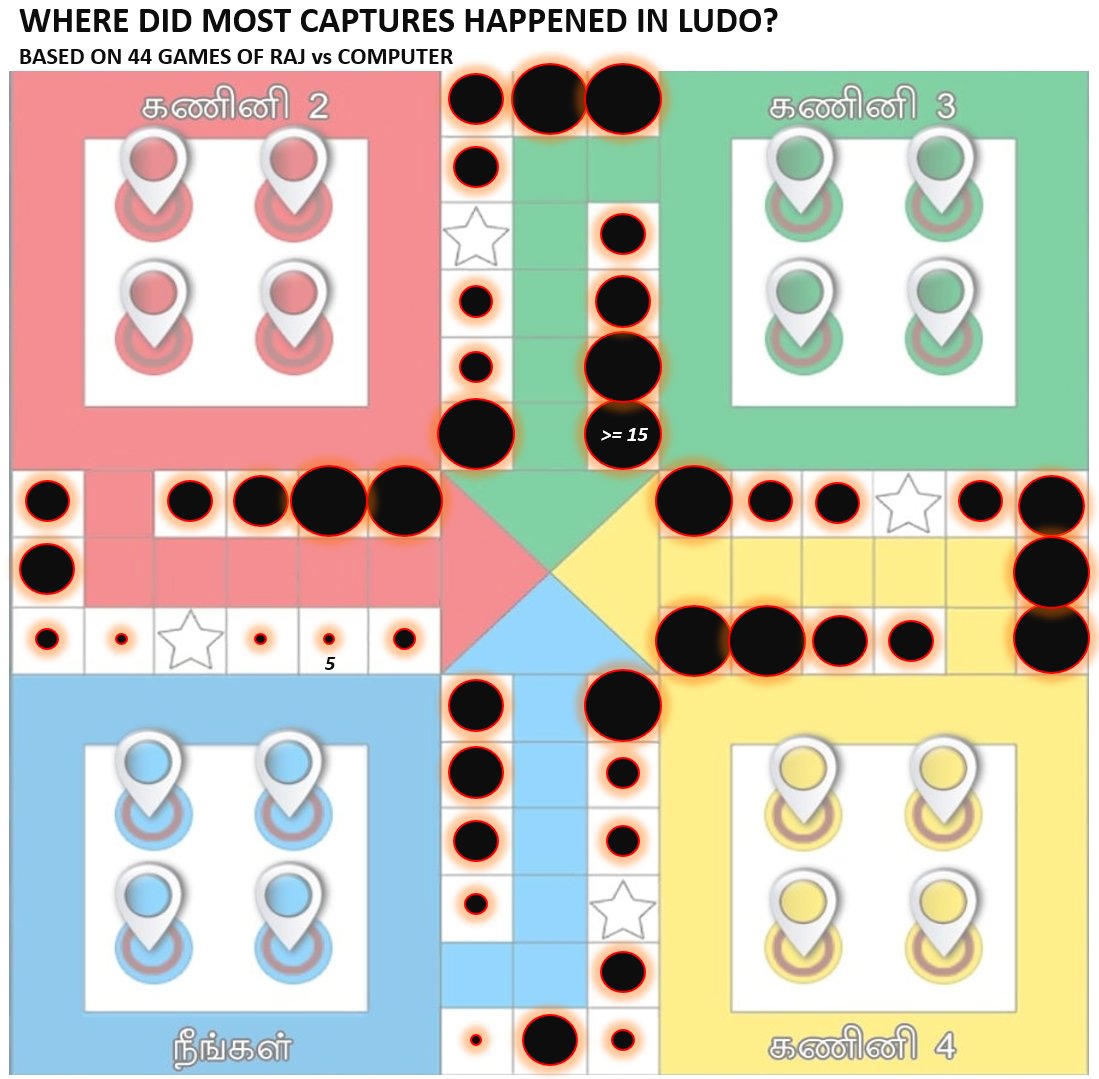 WHERE DID MOST CAPTURES HAPPENED IN LUDO?
BASED ON 44 GAMES OF RAJ vs COMPUTER
கணினி 2
கணினி 3
>= 15
5
நீங்கள்
கணினி 4